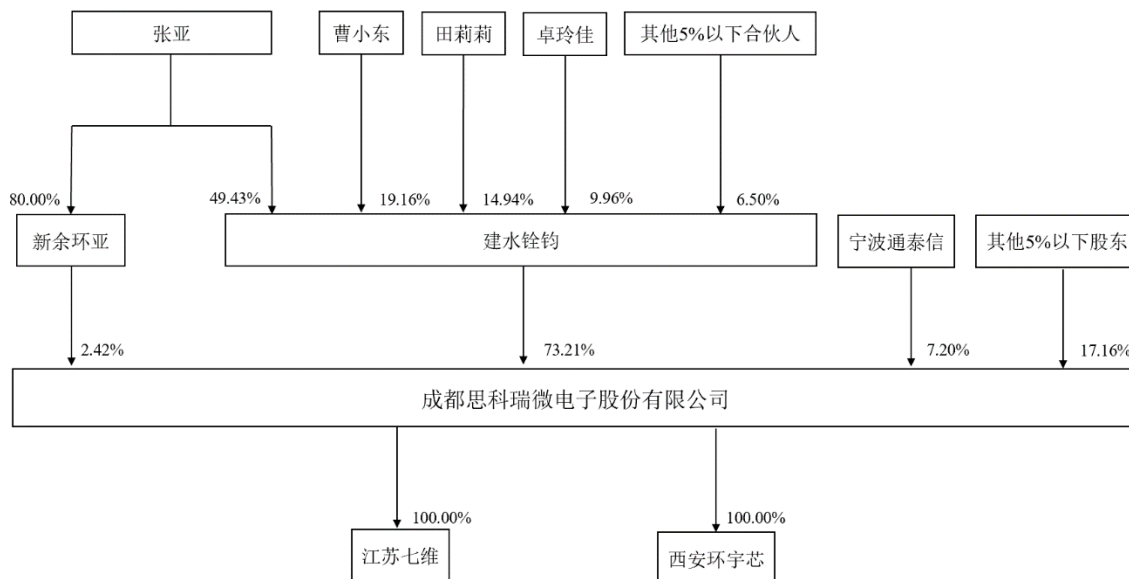 张亚
曹小东
田莉莉
卓玲佳
其他5%以下合伙人
80.00%
49.43%
19.16%
14.94%
9.96%
6.50%
新余环亚
建水铨钧
宁波通泰信
其他5%以下股东
2.42%
73.21%
7.20%
17.16%
成都思科瑞微电子股份有限公司
100.00%
100.00%
江苏七维
西安环宇芯